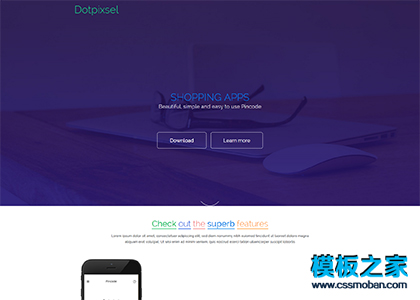 Dotpixsel
SHOPPING APPS
Beautiful, simple and easy to use Pincode
Download
Learn more
Check out the superb features
Lorem ipsum dolor sit amet, consectetuer adipiscing elit, sed diam nonummy nibh euismod tincidunt ut laoreet dolore magna
aliquam erat volutpat. Ut wisi enim ad minim veniam, quis nostrud exerci tation ullamcorper suscipit lobortis nisl ut
Pincode
模板之家
www.cssmoban.com